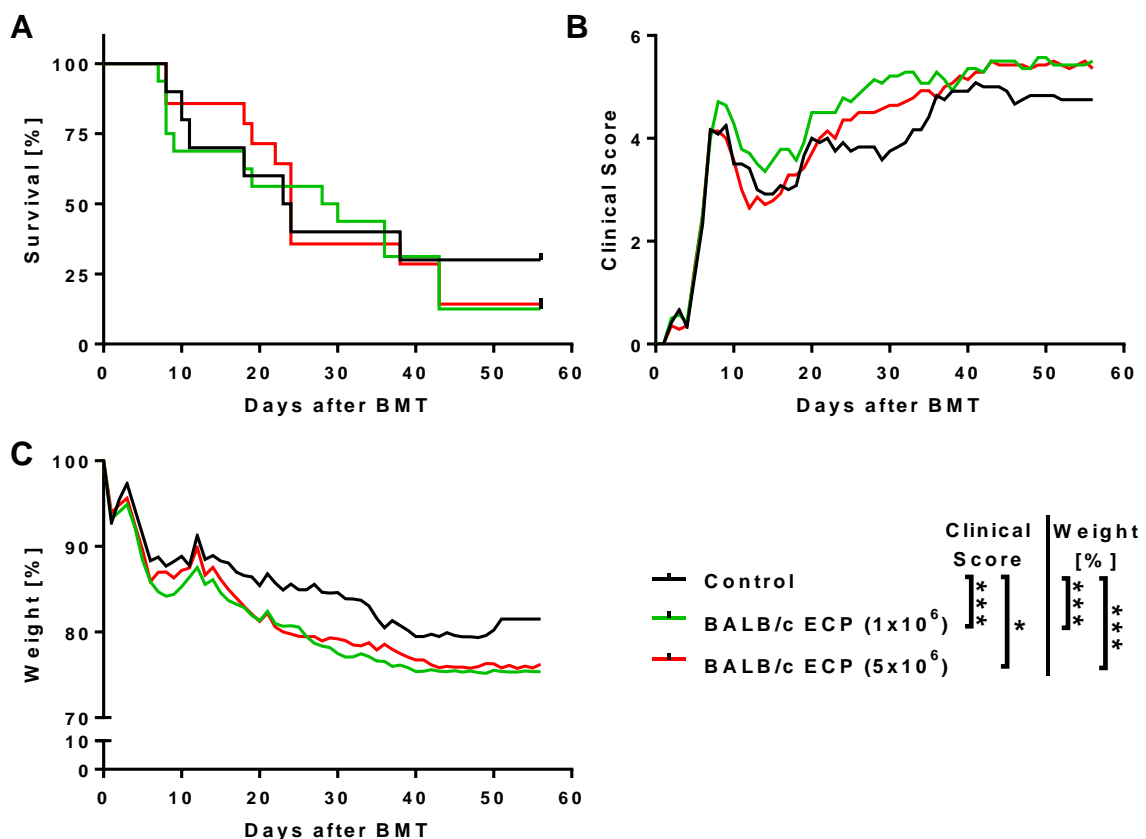 A
Survival [%]
100
75
50
25
0
0 10 20 30 40 50 60
Days after BMT
B
Clinical Score
6
4
2
0
0 10 20 30 40 50 60
Days after BMT
C
Weight [%]
100
90
80
70
10
0
0 10 20 30 40 50 60
Days after BMT
Clinical Score
Weight [%]
Control
BALB/c ECP (1x10⁶)
BALB/c ECP (5x10⁶)
*** * *** ***